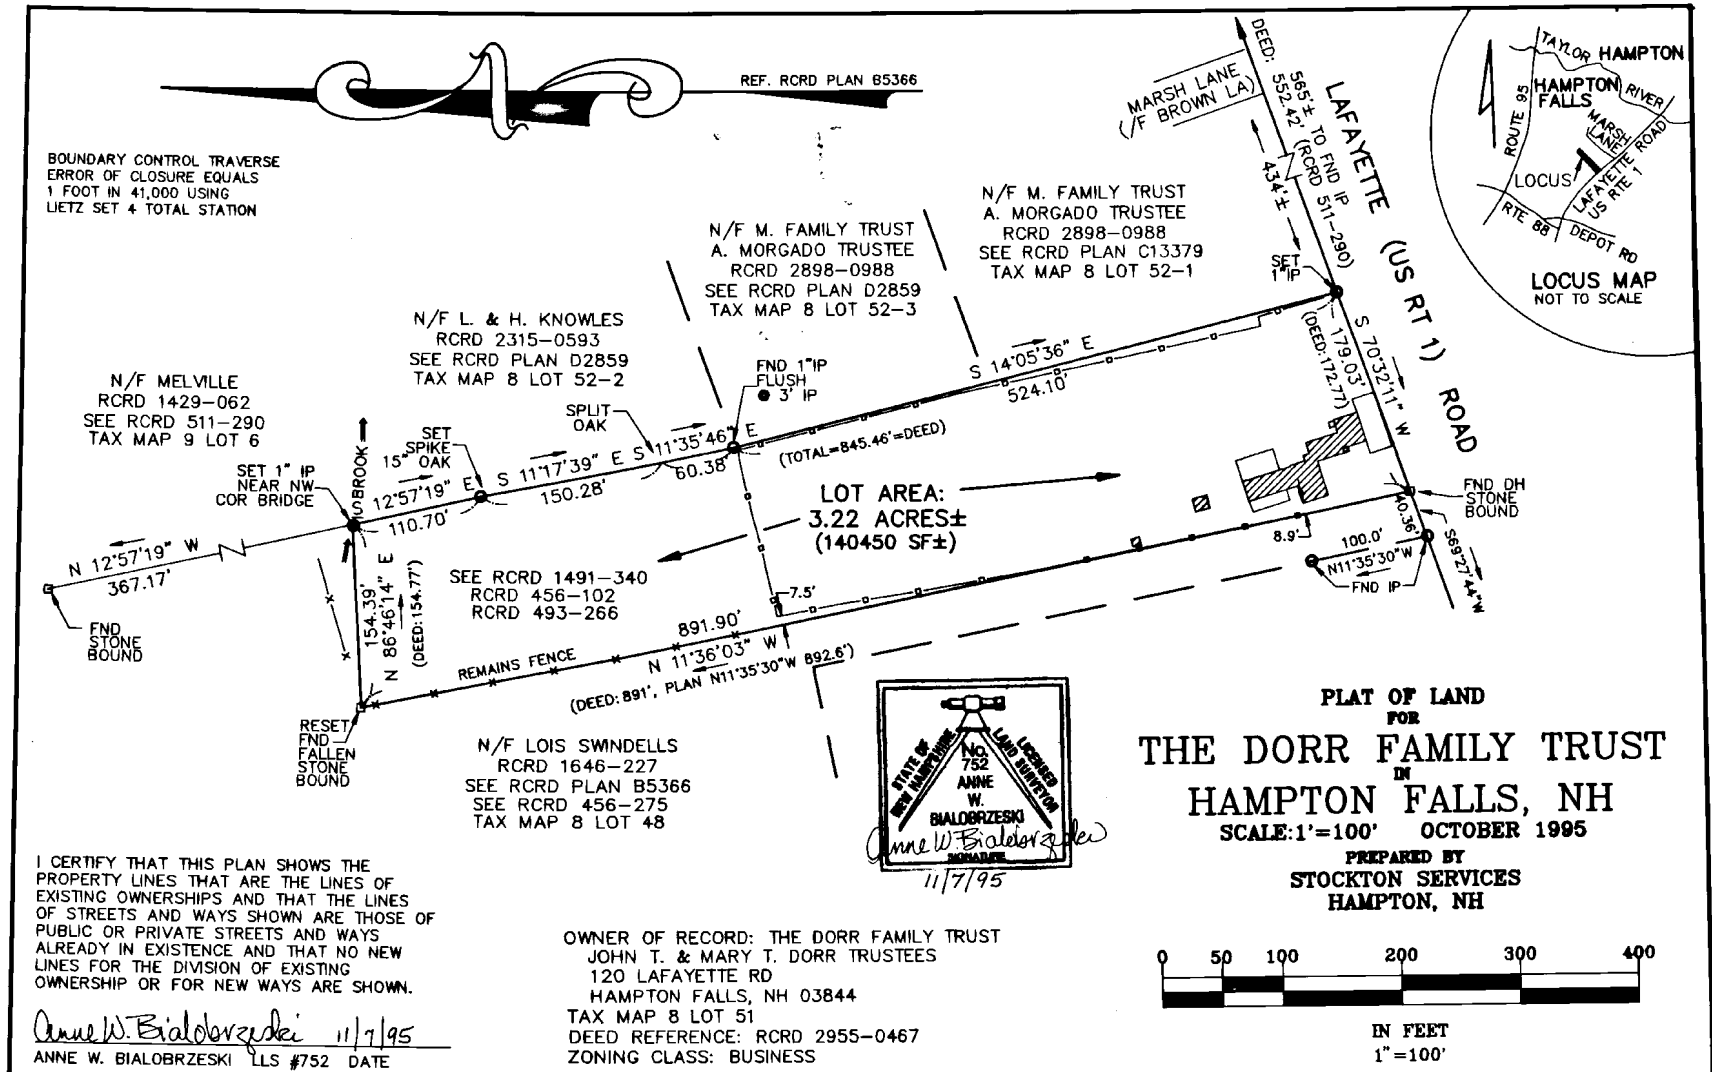 REF. RCRD PLAN B5366
BOUNDARY CONTROL TRAVERSE
ERROR OF CLOSURE EQUALS
1 FOOT IN 41,000 USING
LIETZ SET 4 TOTAL STATION
N/F MELVILLE
RCRD 1429-062
SEE RCRD 511-290
TAX MAP 9 LOT 6
N/F L. & H. KNOWLES
RCRD 2315-0593
SEE RCRD PLAN D2859
TAX MAP 8 LOT 52-2
N/F M. FAMILY TRUST
A. MORGADO TRUSTEE
RCRD 2898-0988
SEE RCRD PLAN D2859
TAX MAP 8 LOT 52-3
N/F M. FAMILY TRUST
A. MORGADO TRUSTEE
RCRD 2898-0988
SEE RCRD PLAN C13379
TAX MAP 8 LOT 52-1
MARSH LANE
(/F BROWN LA)
DEED: 552.42' (RCRD 511-290)
565'± TO FND IP
434'±
LAFAYETTE (US RT 1) ROAD
SET
1"IP
S 70°32'11" W
179.03'
(DEED:172.77')
TAYLOR RIVER
HAMPTON
HAMPTON
FALLS
ROUTE 95
MARSH
LANE
LAFAYETTE ROAD
US RTE 1
LOCUS
RTE 88
DEPOT RD
LOCUS MAP
NOT TO SCALE
FND 1"IP
FLUSH
3' IP
SPLIT
OAK
SET
SPIKE
15" OAK
SET 1" IP
NEAR NW
COR BRIDGE
BROOK
N 12°57'19" W
367.17'
FND
STONE
BOUND
S 12°57'19" E
110.70'
S 11°17'39" E
150.28'
S 11°35'46" E
60.38'
S 14°05'36" E
524.10'
(TOTAL=845.46'=DEED)
LOT AREA:
3.22 ACRES±
(140450 SF±)
SEE RCRD 1491-340
RCRD 456-102
RCRD 493-266
154.39'
N 86°46'14" E
(DEED:154.77')
REMAINS FENCE
891.90'
N 11°36'03" W
(DEED: 891', PLAN N11°35'30"W 892.6')
7.5'
8.9'
100.0'
N11°35'30"W
FND IP
40.36'
S69°27'44"W
FND DH
STONE
BOUND
RESET
FND
FALLEN
STONE
BOUND
N/F LOIS SWINDELLS
RCRD 1646-227
SEE RCRD PLAN B5366
SEE RCRD 456-275
TAX MAP 8 LOT 48
STATE OF
NEW HAMPSHIRE
LICENSED
LAND SURVEYOR
No.
752
ANNE
W.
BIALOBRZESKI
Anne W. Bialobrzeski
SIGNATURE
11/7/95
PLAT OF LAND
FOR
THE DORR FAMILY TRUST
IN
HAMPTON FALLS, NH
SCALE:1'=100' OCTOBER 1995
PREPARED BY
STOCKTON SERVICES
HAMPTON, NH
0 50 100 200 300 400
IN FEET
1"=100'
I CERTIFY THAT THIS PLAN SHOWS THE
PROPERTY LINES THAT ARE THE LINES OF
EXISTING OWNERSHIPS AND THAT THE LINES
OF STREETS AND WAYS SHOWN ARE THOSE OF
PUBLIC OR PRIVATE STREETS AND WAYS
ALREADY IN EXISTENCE AND THAT NO NEW
LINES FOR THE DIVISION OF EXISTING
OWNERSHIP OR FOR NEW WAYS ARE SHOWN.
Anne W. Bialobrzeski 11/7/95
ANNE W. BIALOBRZESKI LLS #752 DATE
OWNER OF RECORD: THE DORR FAMILY TRUST
JOHN T. & MARY T. DORR TRUSTEES
120 LAFAYETTE RD
HAMPTON FALLS, NH 03844
TAX MAP 8 LOT 51
DEED REFERENCE: RCRD 2955-0467
ZONING CLASS: BUSINESS